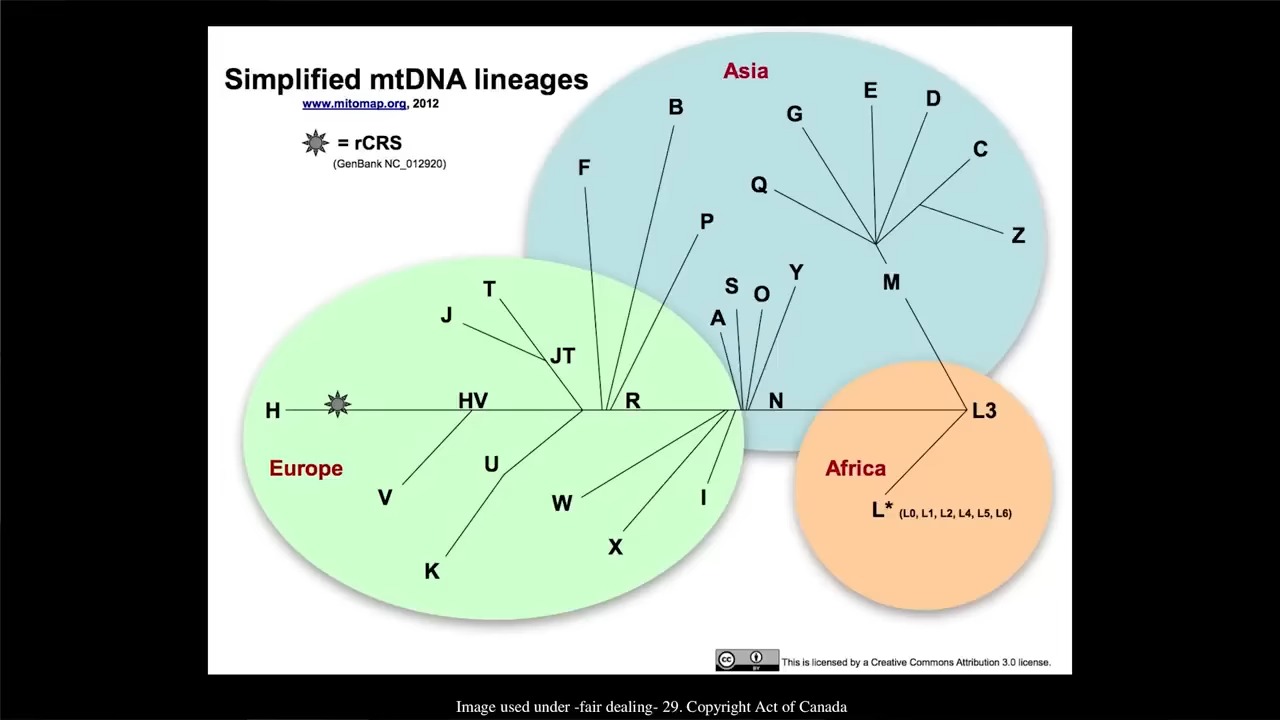 Simplified mtDNA lineages
www.mitomap.org, 2012
= rCRS
(GenBank NC_012920)
Asia
B
G
E
D
C
F
Q
Z
P
M
S
O
Y
A
T
J
JT
H
HV
R
N
L3
Europe
U
V
W
I
X
K
Africa
L* (L0, L1, L2, L4, L5, L6)
cc
BY
This is licensed by a Creative Commons Attribution 3.0 license.
Image used under -fair dealing- 29. Copyright Act of Canada